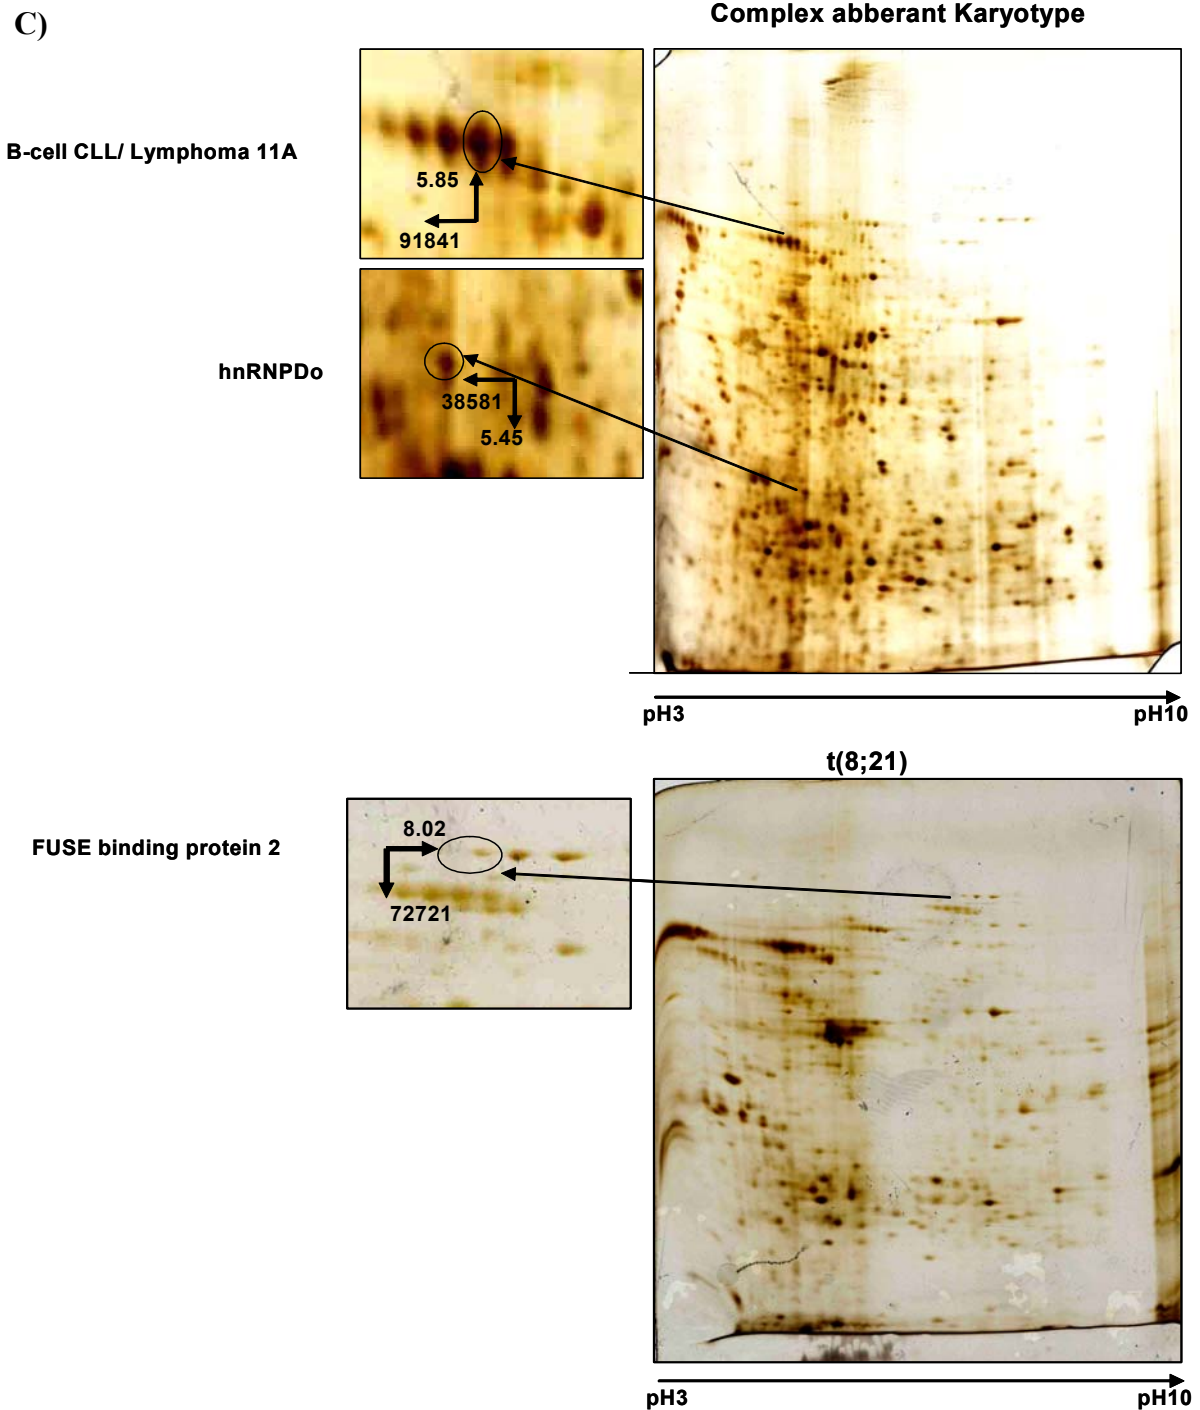 C)
Complex abberant Karyotype
B-cell CLL/ Lymphoma 11A
5.85
91841
hnRNPDo
38581
5.45
pH3
pH10
t(8;21)
FUSE binding protein 2
8.02
72721
pH3
pH10